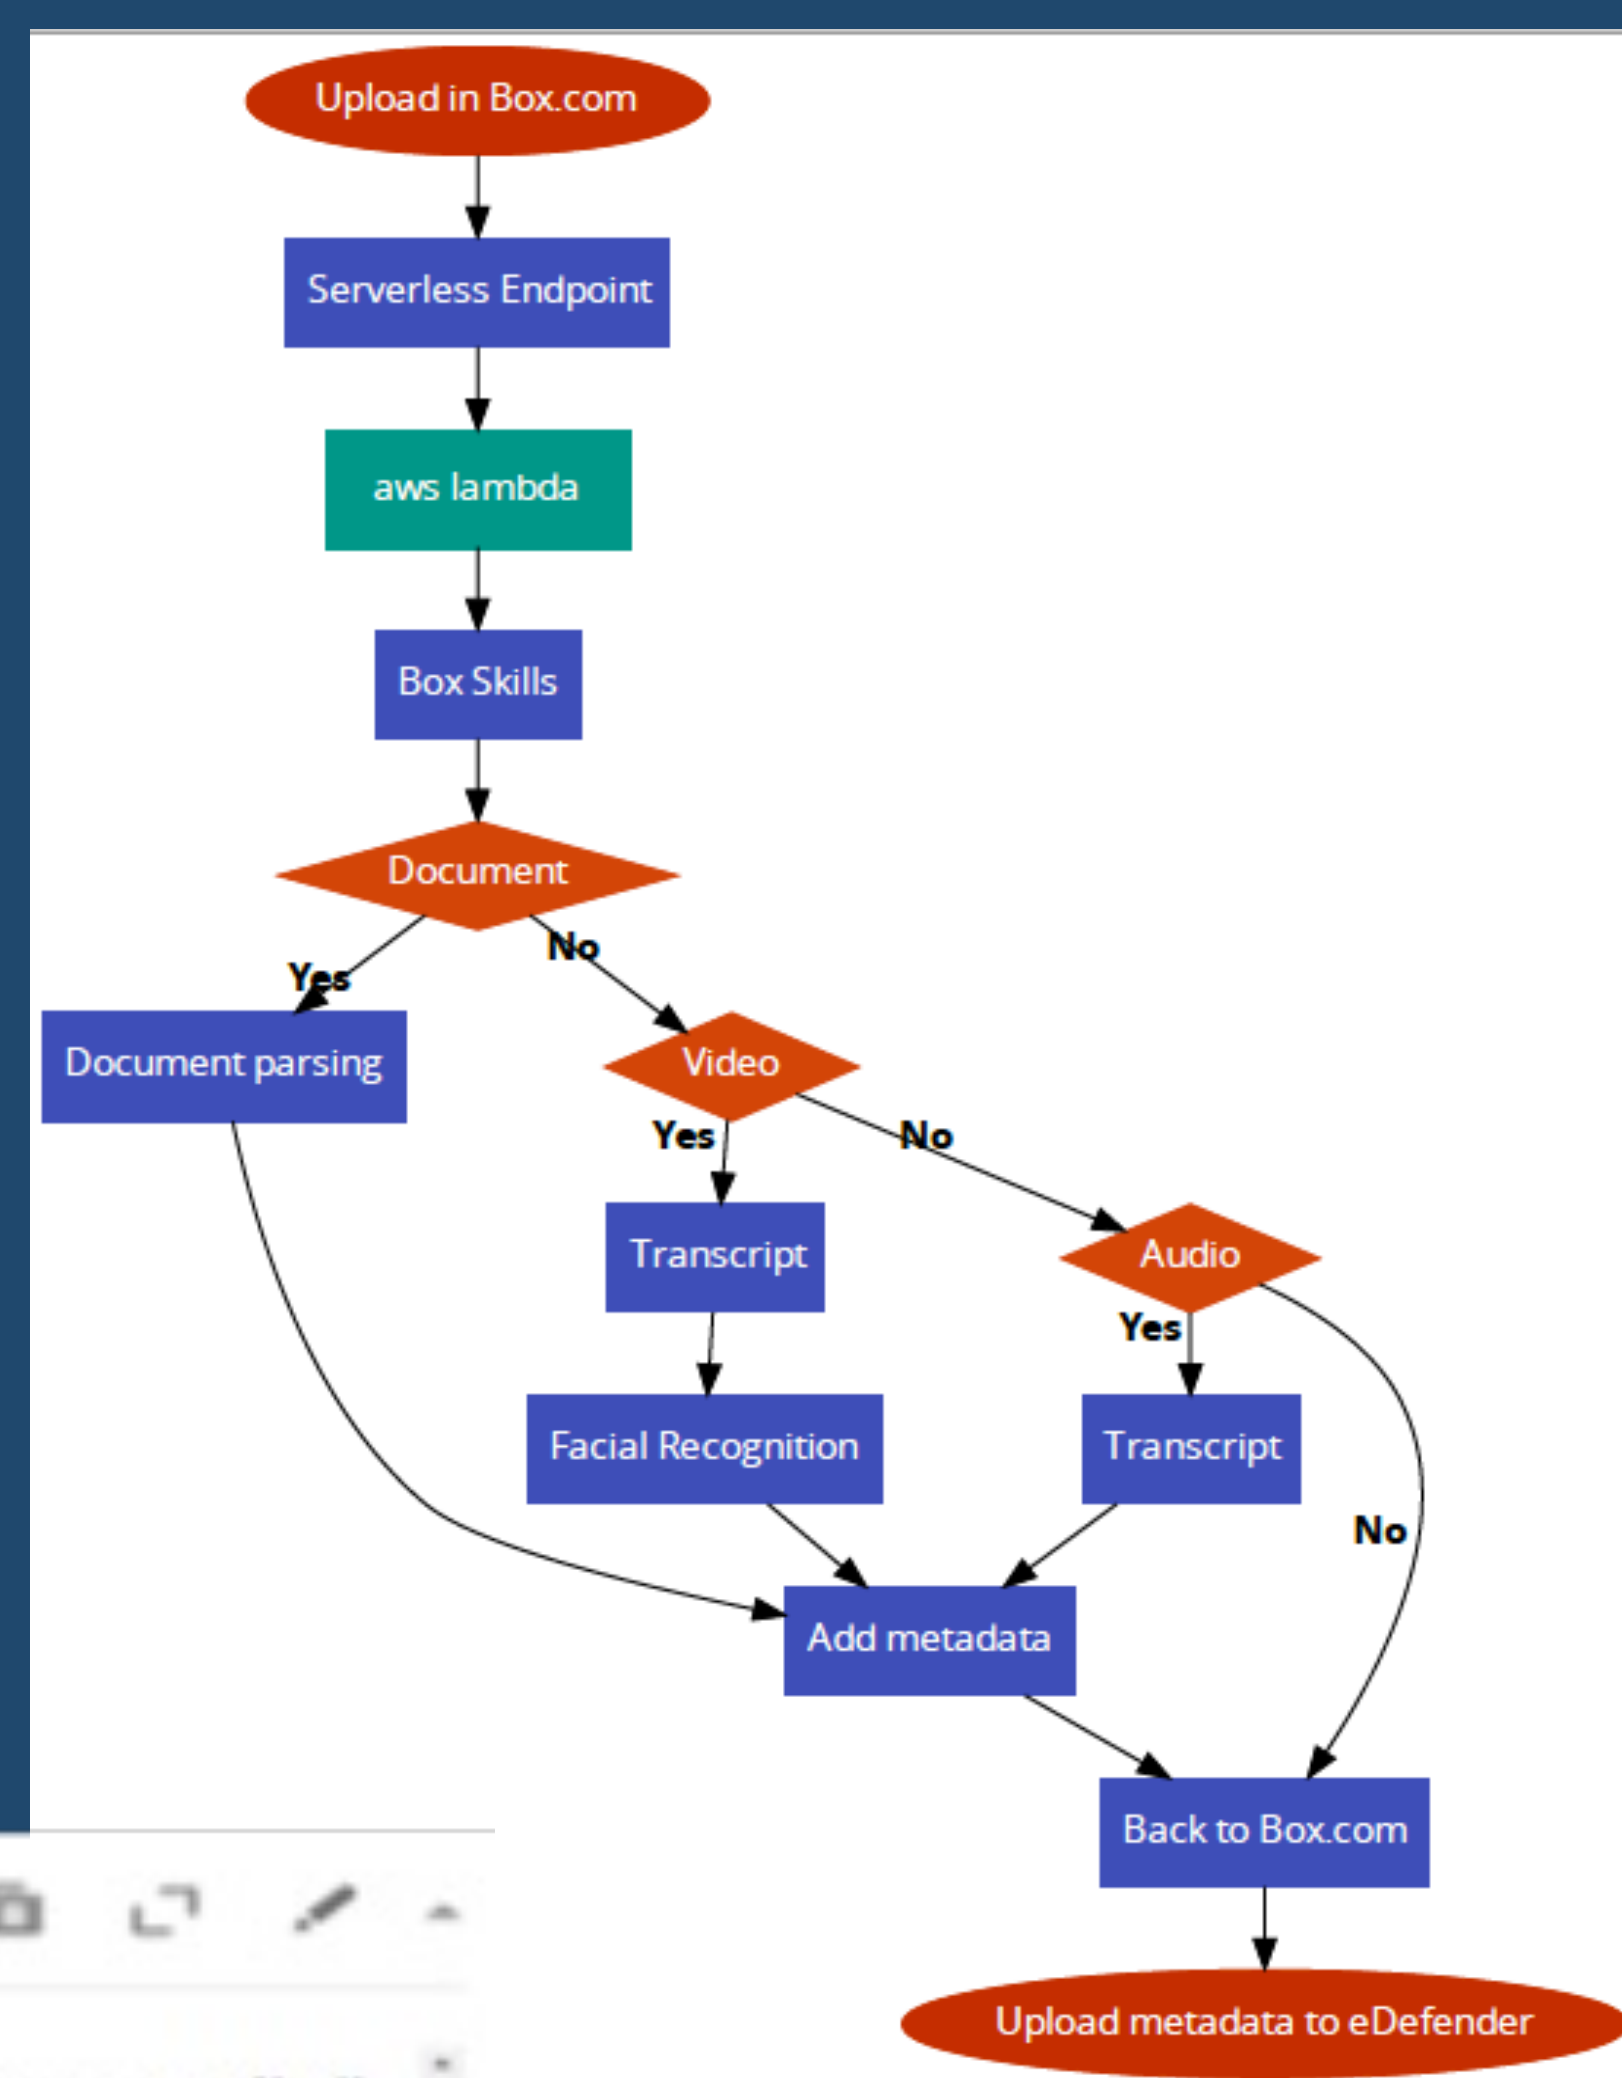 Upload in Box.com
Serverless Endpoint
aws lambda
Box Skills
Document
No
Yes
Document parsing
Video
Yes
No
Transcript
Audio
Yes
Facial Recognition
Transcript
No
Add metadata
Back to Box.com
Upload metadata to eDefender